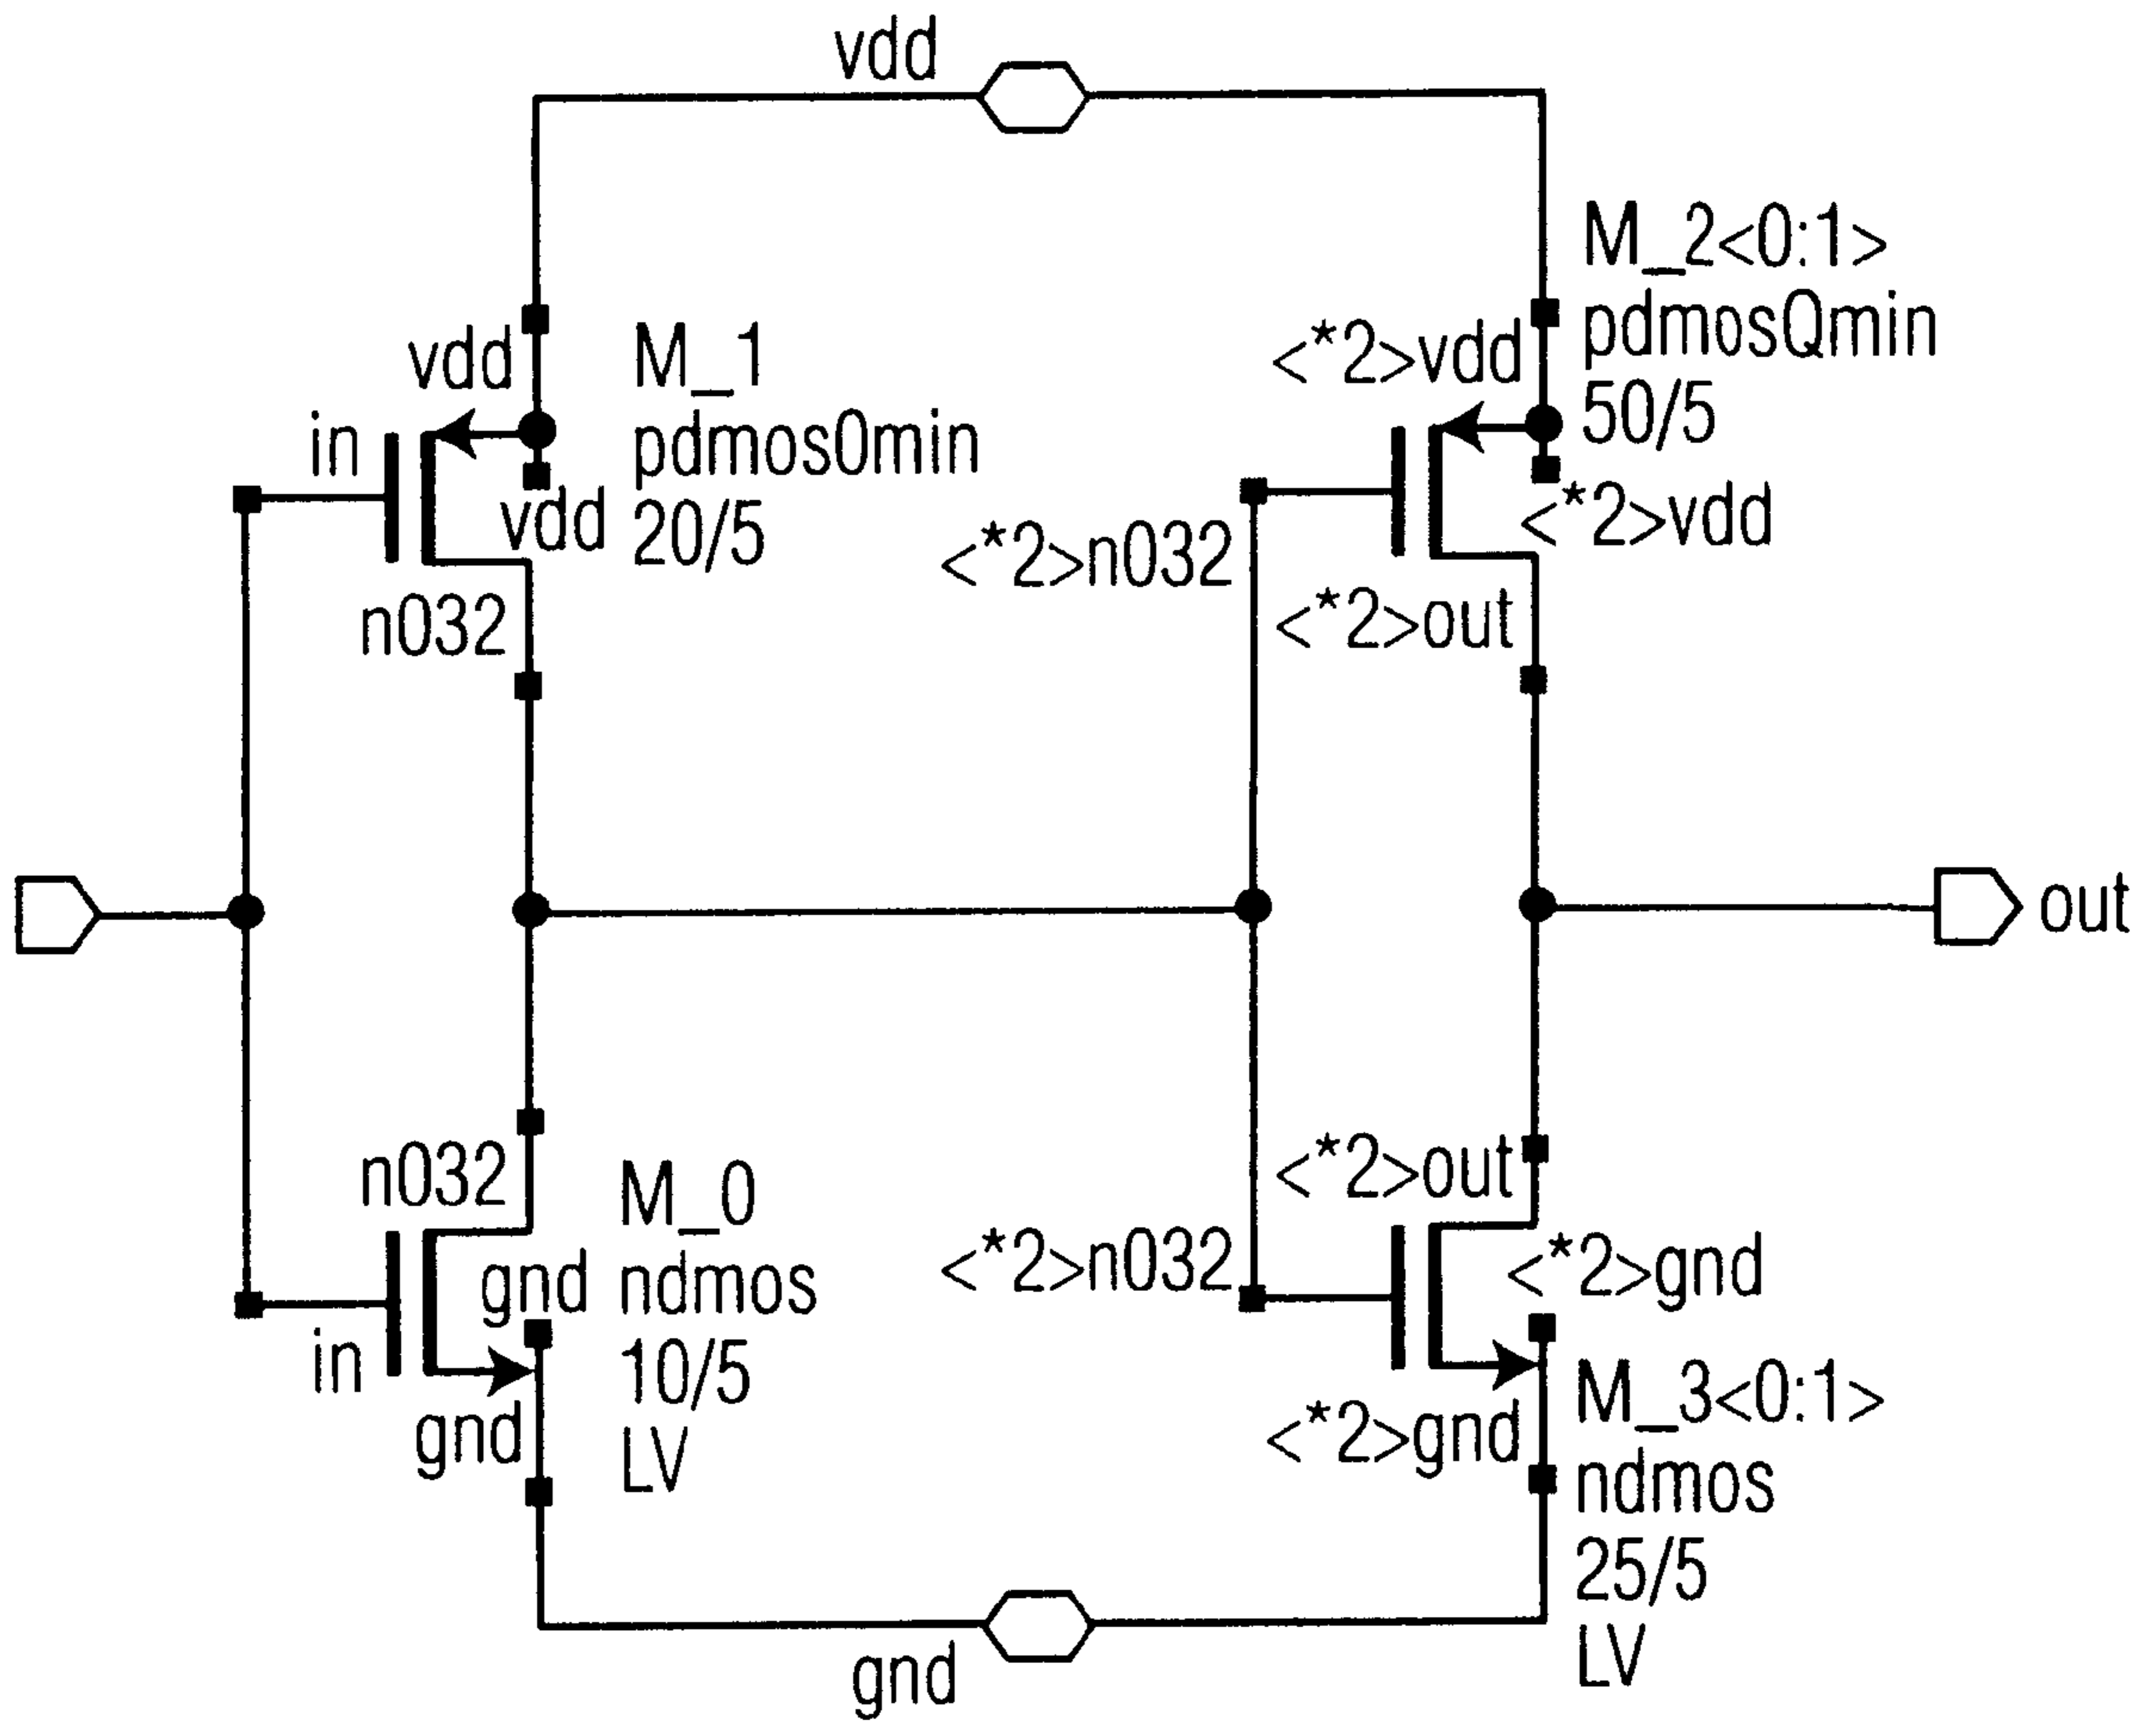 vdd
M_2<0:1>
pdmosQmin
50/5
<*2>vdd
<*2>vdd
<*2>n032
<*2>out
vdd
M_1
pdmos0min
20/5
in
vdd
n032
out
n032
M_0
ndmos
10/5
LV
gnd
in
gnd
<*2>out
<*2>n032
<*2>gnd
<*2>gnd
M_3<0:1>
ndmos
25/5
LV
gnd